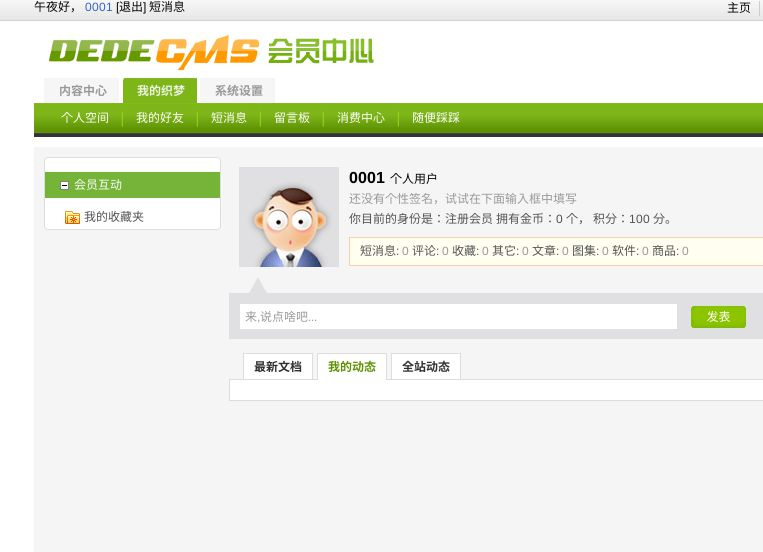 午夜好， 0001 [退出] 短消息 主页
DEDECMS 会员中心
内容中心 我的织梦 系统设置
个人空间 我的好友 短消息 留言板 消费中心 随便踩踩
会员互动
我的收藏夹
0001 个人用户
还没有个性签名，试试在下面输入框中填写
你目前的身份是：注册会员 拥有金币：0 个， 积分：100 分。
短消息: 0 评论: 0 收藏: 0 其它: 0 文章: 0 图集: 0 软件: 0 商品: 0
来,说点啥吧... 发表
最新文档 我的动态 全站动态